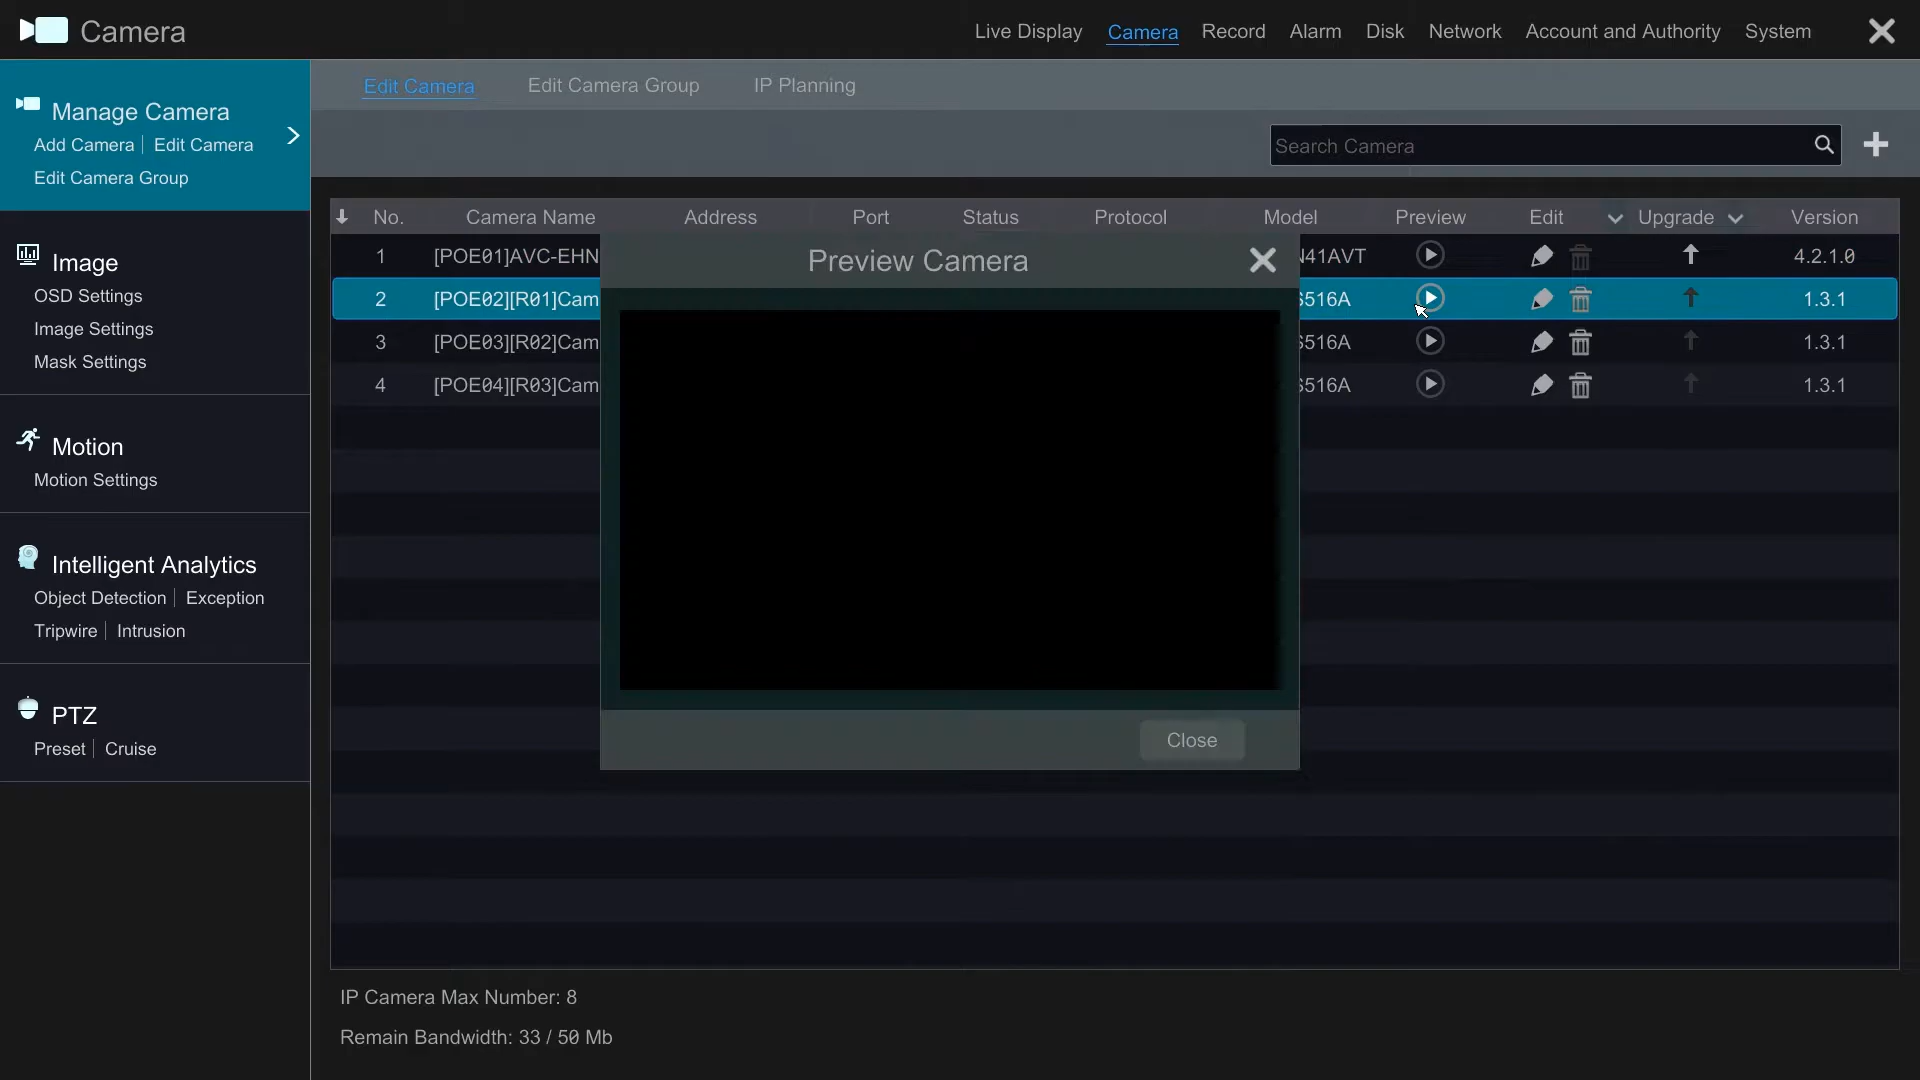 Camera
Live Display Camera Record Alarm Disk Network Account and Authority System
Manage Camera
Add Camera | Edit Camera
Edit Camera Group
Image
OSD Settings
Image Settings
Mask Settings
Motion
Motion Settings
Intelligent Analytics
Object Detection | Exception
Tripwire | Intrusion
PTZ
Preset | Cruise
Edit Camera Edit Camera Group IP Planning
Search Camera
No. Camera Name Address Port Status Protocol Model Preview Edit Upgrade Version
1 [POE01]AVC-EHN 41AVT 4.2.1.0
2 [POE02][R01]Cam S516A 1.3.1
3 [POE03][R02]Cam S516A 1.3.1
4 [POE04][R03]Cam S516A 1.3.1
Preview Camera
Close
IP Camera Max Number: 8
Remain Bandwidth: 33 / 50 Mb